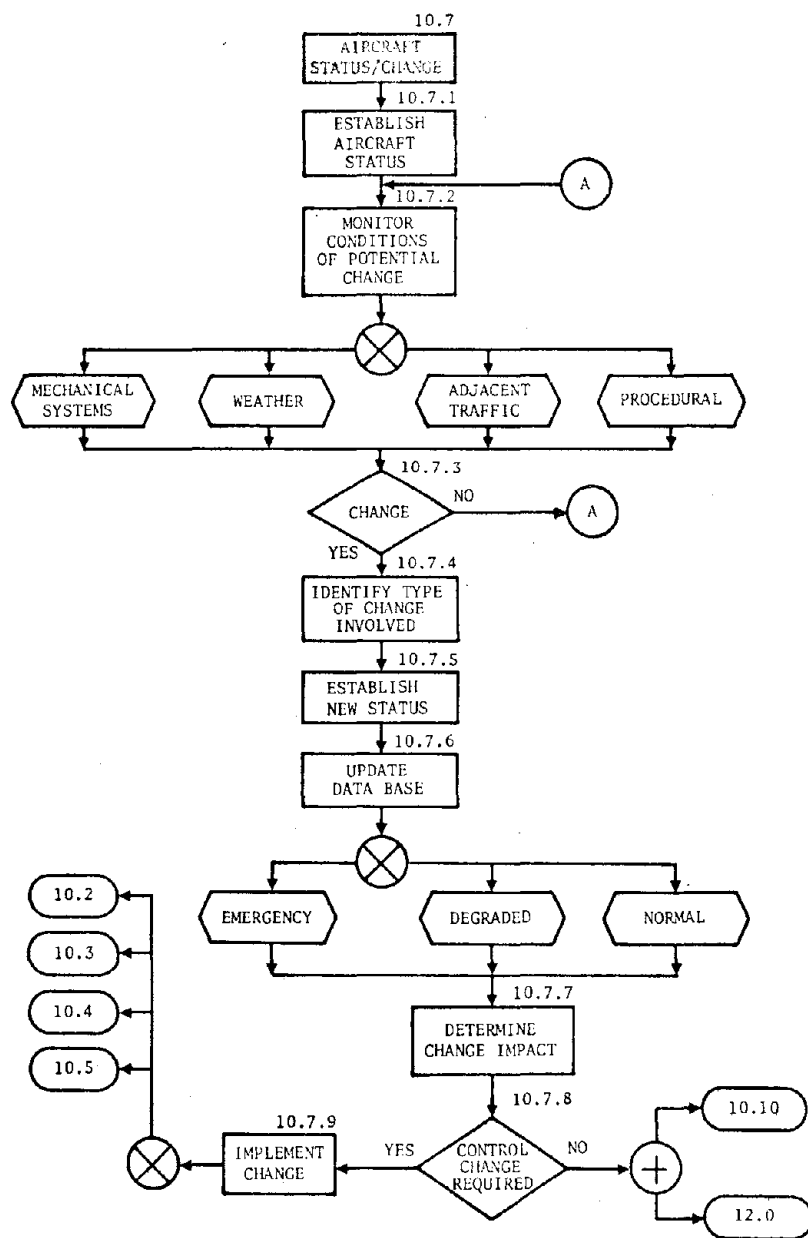 10.7
AIRCRAFT
STATUS/CHANGE
10.7.1
ESTABLISH
AIRCRAFT
STATUS
A
10.7.2
MONITOR
CONDITIONS
OF POTENTIAL
CHANGE
MECHANICAL
SYSTEMS
WEATHER
ADJACENT
TRAFFIC
PROCEDURAL
10.7.3
CHANGE
NO
A
YES
10.7.4
IDENTIFY TYPE
OF CHANGE
INVOLVED
10.7.5
ESTABLISH
NEW STATUS
10.7.6
UPDATE
DATA BASE
EMERGENCY
DEGRADED
NORMAL
10.2
10.3
10.4
10.5
10.7.7
DETERMINE
CHANGE IMPACT
10.7.8
CONTROL
CHANGE
REQUIRED
YES
NO
10.7.9
IMPLEMENT
CHANGE
10.10
12.0